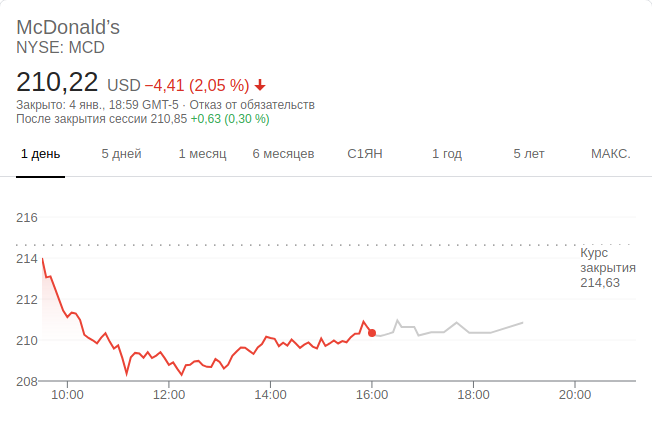 McDonald’s
NYSE: MCD
210,22 USD −4,41 (2,05 %)
Закрыто: 4 янв., 18:59 GMT-5 · Отказ от обязательств
После закрытия сессии 210,85 +0,63 (0,30 %)
1 день 5 дней 1 месяц 6 месяцев С1ЯН 1 год 5 лет МАКС.
216
214
212
210
208
Курс
закрытия
214,63
10:00 12:00 14:00 16:00 18:00 20:00